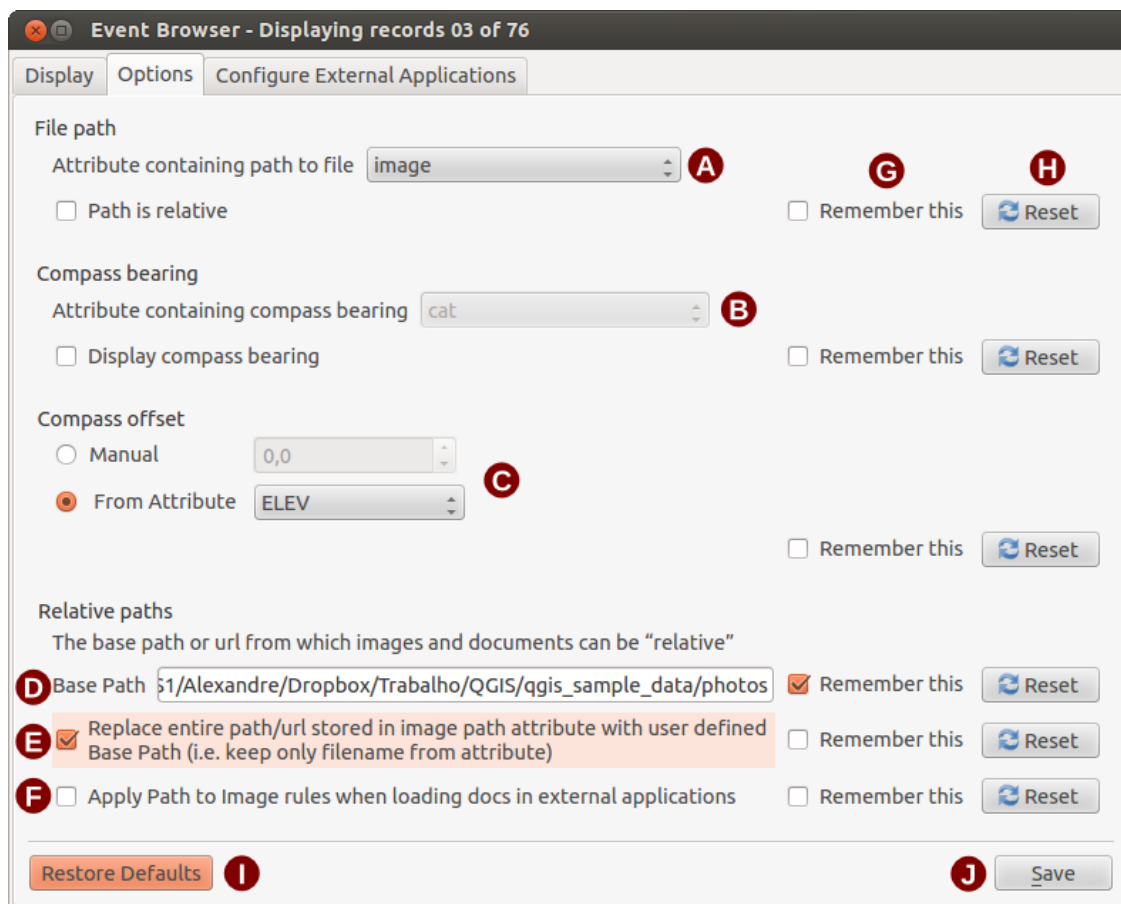 Event Browser - Displaying records 03 of 76
Display Options Configure External Applications
File path
Attribute containing path to file image A G H
Path is relative Remember this Reset
Compass bearing
Attribute containing compass bearing cat B
Display compass bearing Remember this Reset
Compass offset
Manual 0,0
C
From Attribute ELEV
Remember this Reset
Relative paths
The base path or url from which images and documents can be “relative”
D Base Path S1/Alexandre/Dropbox/Trabalho/QGIS/qgis_sample_data/photos Remember this Reset
E Replace entire path/url stored in image path attribute with user defined
Base Path (i.e. keep only filename from attribute) Remember this Reset
F Apply Path to Image rules when loading docs in external applications Remember this Reset
Restore Defaults I J Save